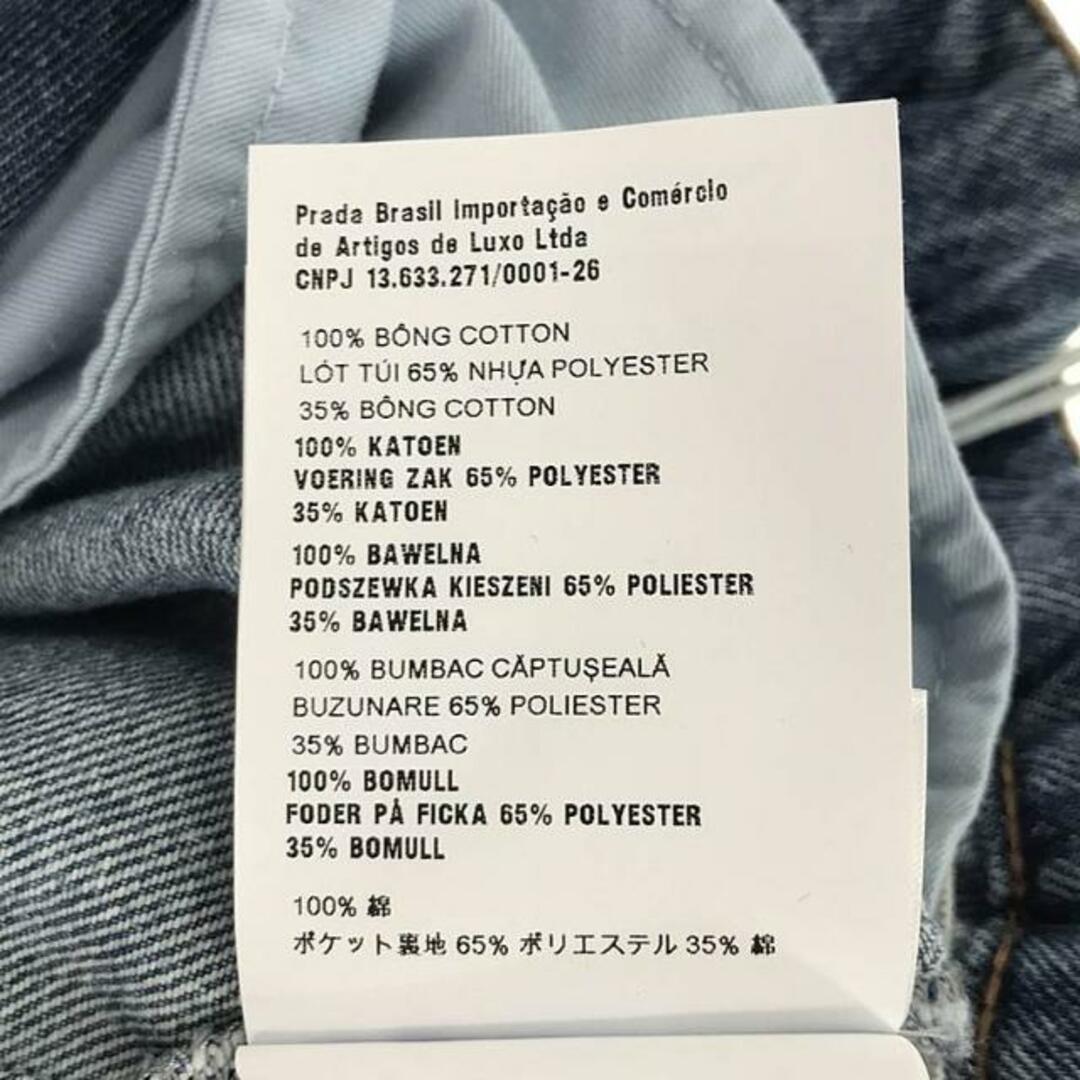 Prada Brasil Importação e Comércio
de Artigos de Luxo Ltda
CNPJ 13.633.271/0001-26
100% BÔNG COTTON
LÓT TÚI 65% NHỰA POLYESTER
35% BÔNG COTTON
100% KATOEN
VOERING ZAK 65% POLYESTER
35% KATOEN
100% BAWELNA
PODSZEWKA KIESZENI 65% POLIESTER
35% BAWELNA
100% BUMBAC CĂPTUŞEALĂ
BUZUNARE 65% POLIESTER
35% BUMBAC
100% BOMULL
FODER PÅ FICKA 65% POLYESTER
35% BOMULL
100% 綿
ポケット裏地 65% ポリエステル 35% 綿